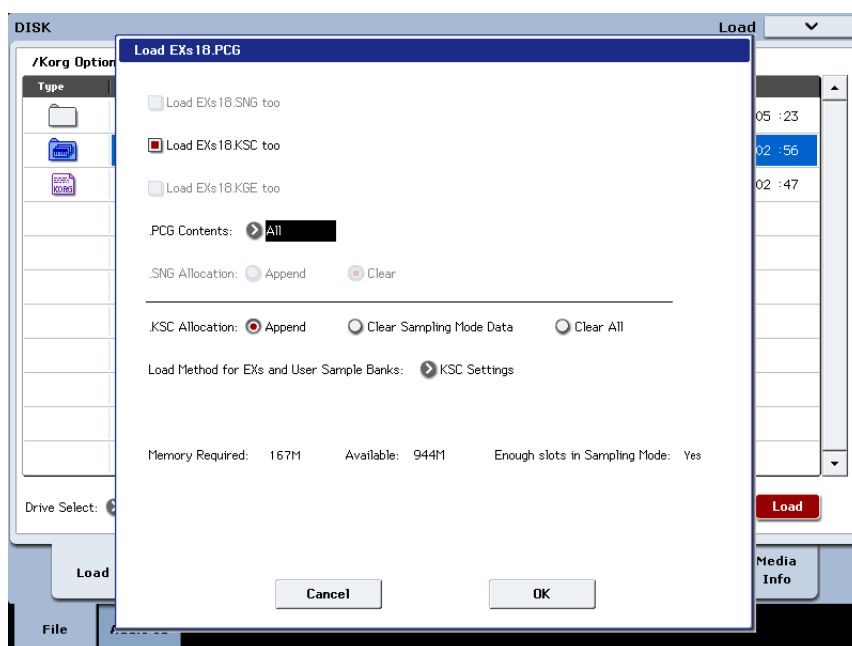 DISK
Load
Load EXs18.PCG
/Korg Option
Type
Load EXs18.SNG too
05 :23
Load EXs18.KSC too
02 :56
KORG
Load EXs18.KGE too
02 :47
.PCG Contents: All
.SNG Allocation: Append Clear
.KSC Allocation: Append Clear Sampling Mode Data Clear All
Load Method for EXs and User Sample Banks: KSC Settings
Memory Required: 167M Available: 944M Enough slots in Sampling Mode: Yes
Drive Select:
Load
Load
Media
Info
Cancel OK
File